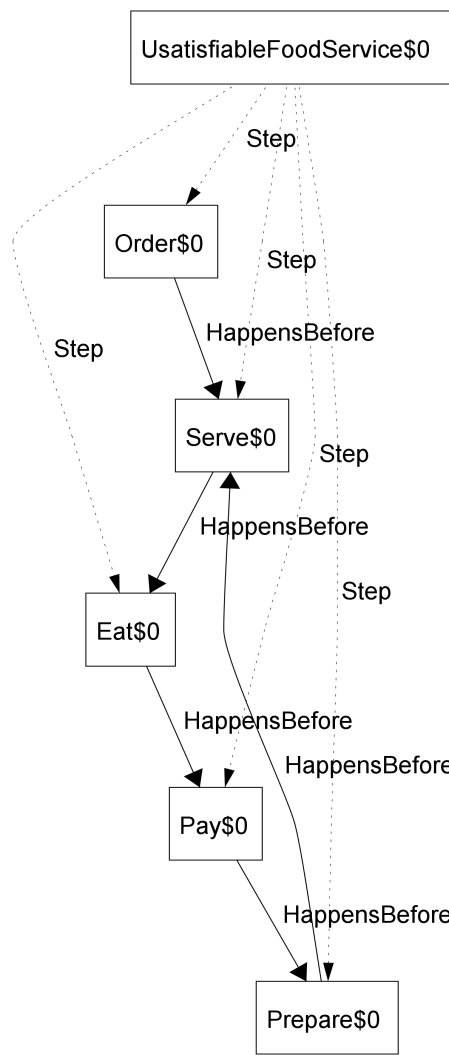 UsatisfiableFoodService$0
Step
Order$0
Step
HappensBefore
Step
Serve$0
Step
HappensBefore
Step
Eat$0
HappensBefore
HappensBefore
Pay$0
HappensBefore
Prepare$0